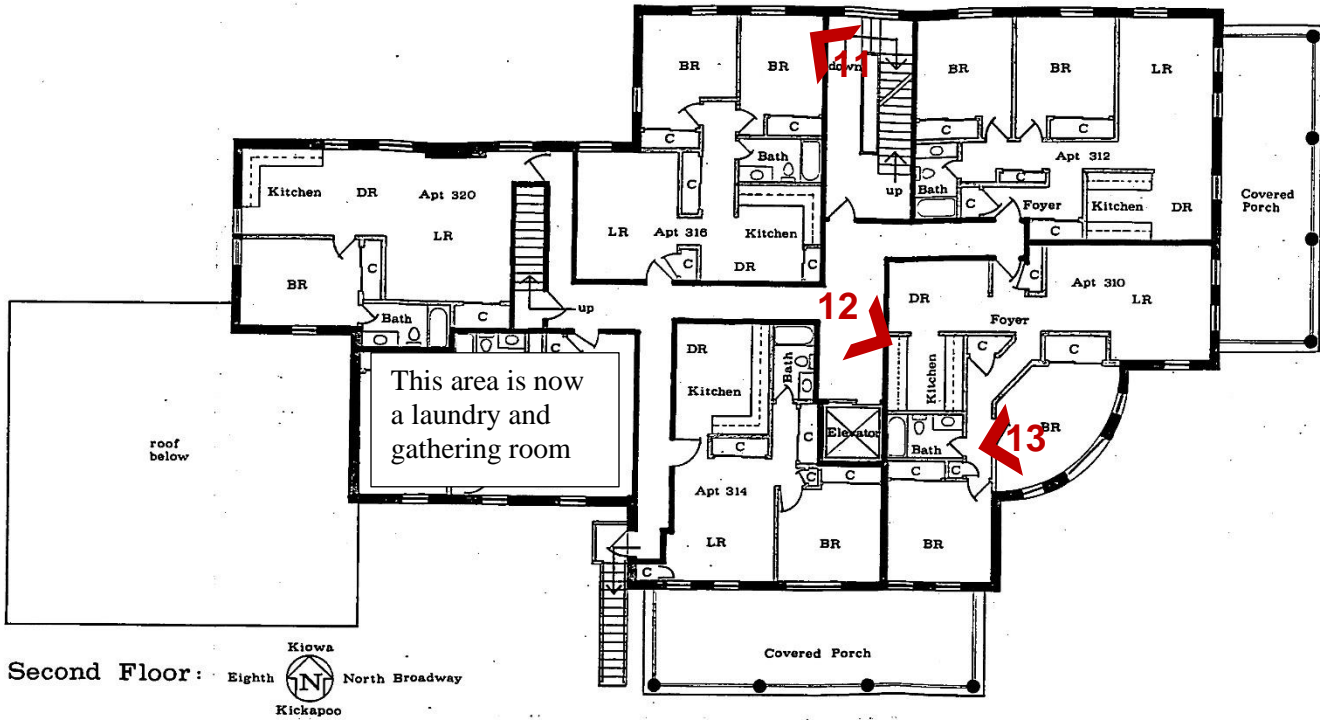 11
BR
BR
down
BR
BR
LR
C
C
C
C
Bath
Apt 312
Kitchen
DR
Apt 320
C
up
Bath
C
C
Covered
Porch
LR
Apt 316
Kitchen
Foyer
Kitchen
DR
LR
C
DR
C
C
BR
C
Apt 310
C
LR
up
12
DR
Foyer
Bath
C
C
C
C
DR
Bath
Kitchen
Kitchen
This area is now
a laundry and
gathering room
C
Elevator
13
BR
Bath
roof
below
C
C
C
C
C
Apt 314
LR
BR
BR
C
Covered Porch
Second Floor:
Kiowa
Eighth
N
North Broadway
Kickapoo